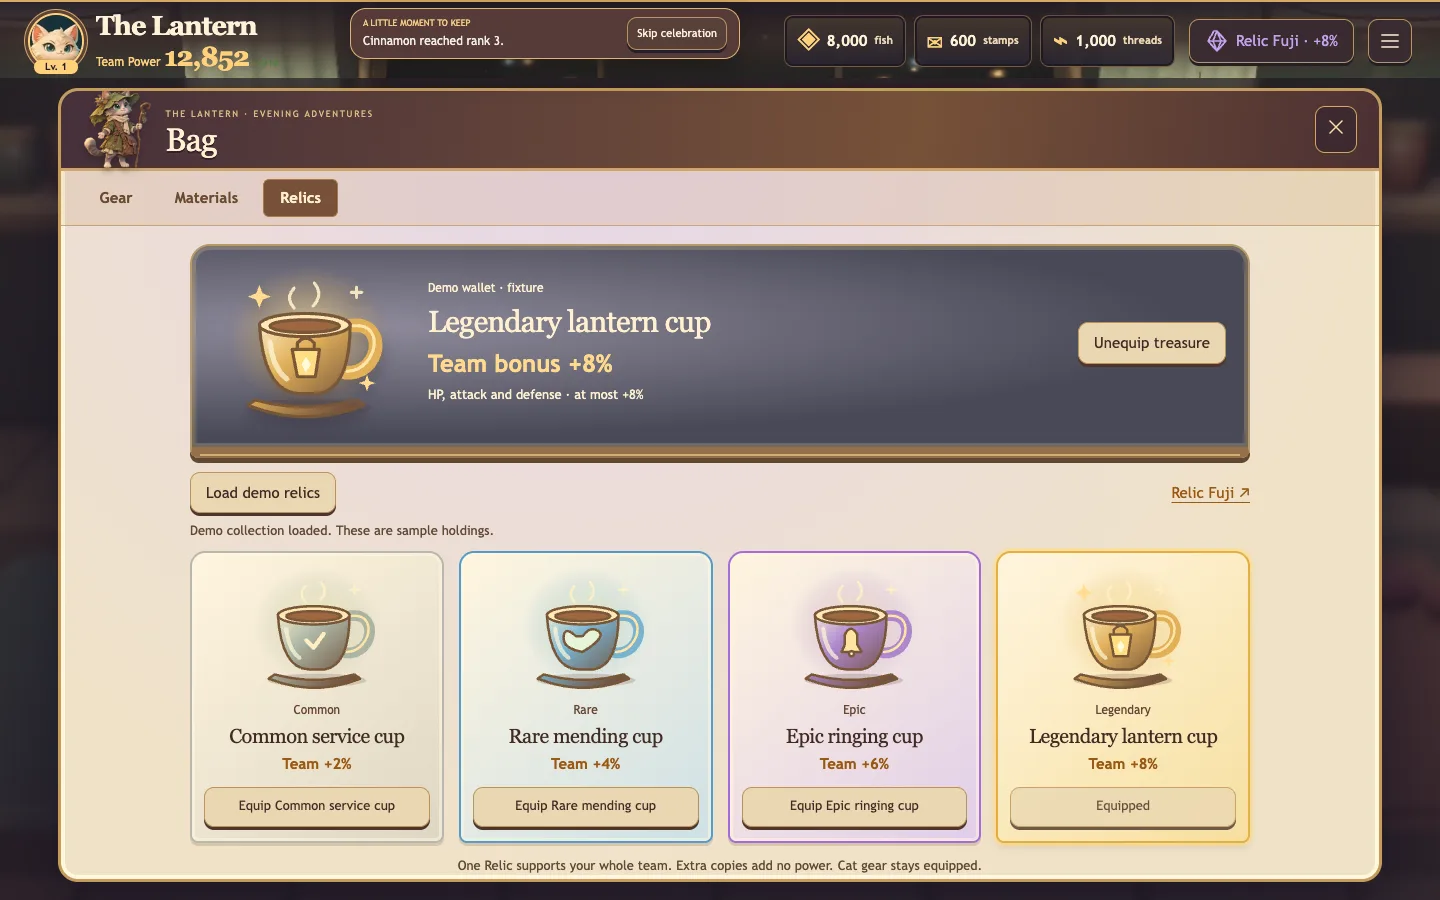 The Lantern
Team Power 12,852
Lv. 1
A LITTLE MOMENT TO KEEP
Cinnamon reached rank 3.
Skip celebration
8,000 fish
600 stamps
1,000 threads
Relic Fuji · +8%
THE LANTERN · EVENING ADVENTURES
Bag
Gear
Materials
Relics
Demo wallet · fixture
Legendary lantern cup
Team bonus +8%
HP, attack and defense · at most +8%
Unequip treasure
Load demo relics
Relic Fuji ↗
Demo collection loaded. These are sample holdings.
Common
Common service cup
Team +2%
Equip Common service cup
Rare
Rare mending cup
Team +4%
Equip Rare mending cup
Epic
Epic ringing cup
Team +6%
Equip Epic ringing cup
Legendary
Legendary lantern cup
Team +8%
Equipped
One Relic supports your whole team. Extra copies add no power. Cat gear stays equipped.